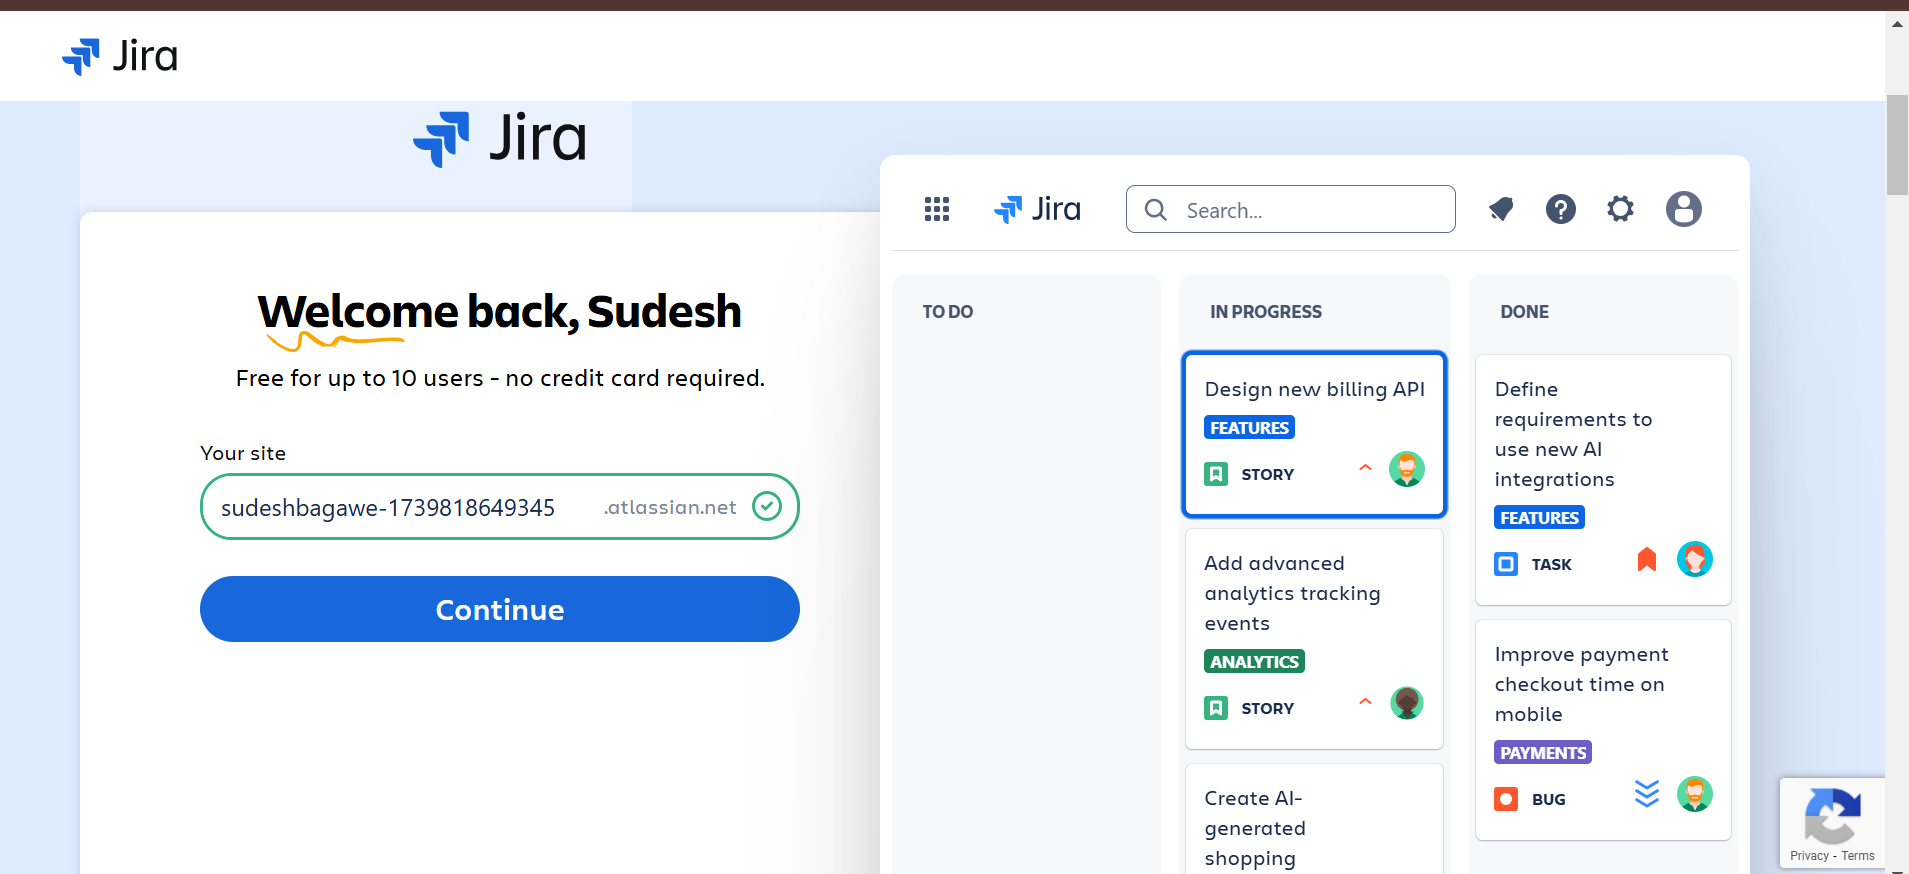 Jira
Jira
Welcome back, Sudesh
Free for up to 10 users - no credit card required.
Your site
sudeshbagawe-1739818649345 .atlassian.net
Continue
Jira
Search...
TO DO
IN PROGRESS
Design new billing API
FEATURES
STORY
Add advanced
analytics tracking
events
ANALYTICS
STORY
Create AI-
generated
shopping
DONE
Define
requirements to
use new AI
integrations
FEATURES
TASK
Improve payment
checkout time on
mobile
PAYMENTS
BUG
Privacy - Terms